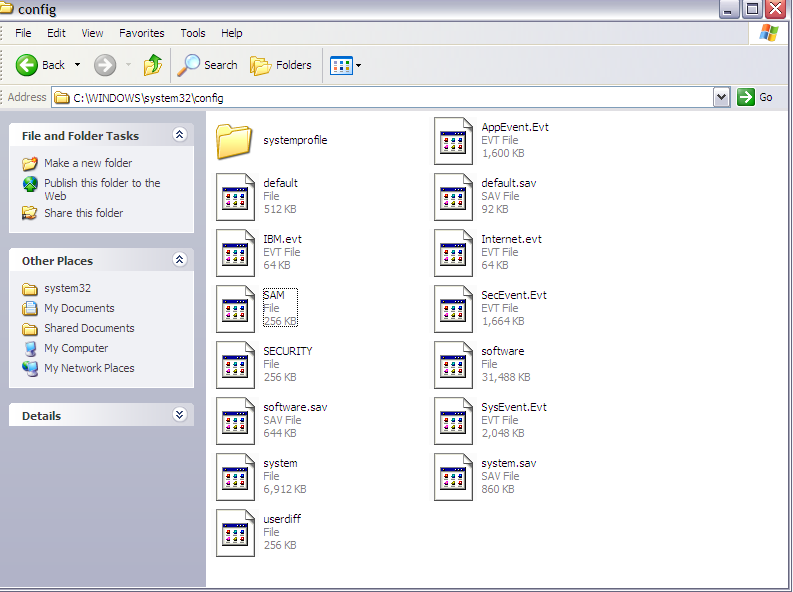 config
File Edit View Favorites Tools Help
Back Search Folders
Address C:\WINDOWS\system32\config Go
File and Folder Tasks
Make a new folder
Publish this folder to the
Web
Share this folder
Other Places
system32
My Documents
Shared Documents
My Computer
My Network Places
Details
systemprofile
AppEvent.Evt
EVT File
1,600 KB
default
File
512 KB
default.sav
SAV File
92 KB
IBM.evt
EVT File
64 KB
Internet.evt
EVT File
64 KB
SAM
File
256 KB
SecEvent.Evt
EVT File
1,664 KB
SECURITY
File
256 KB
software
File
31,488 KB
software.sav
SAV File
644 KB
SysEvent.Evt
EVT File
2,048 KB
system
File
6,912 KB
system.sav
SAV File
860 KB
userdiff
File
256 KB